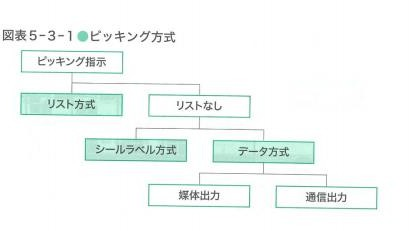 図表5-3-1●ピッキング方式
ピッキング指示
リスト方式
リストなし
シールラベル方式
データ方式
媒体出力
通信出力